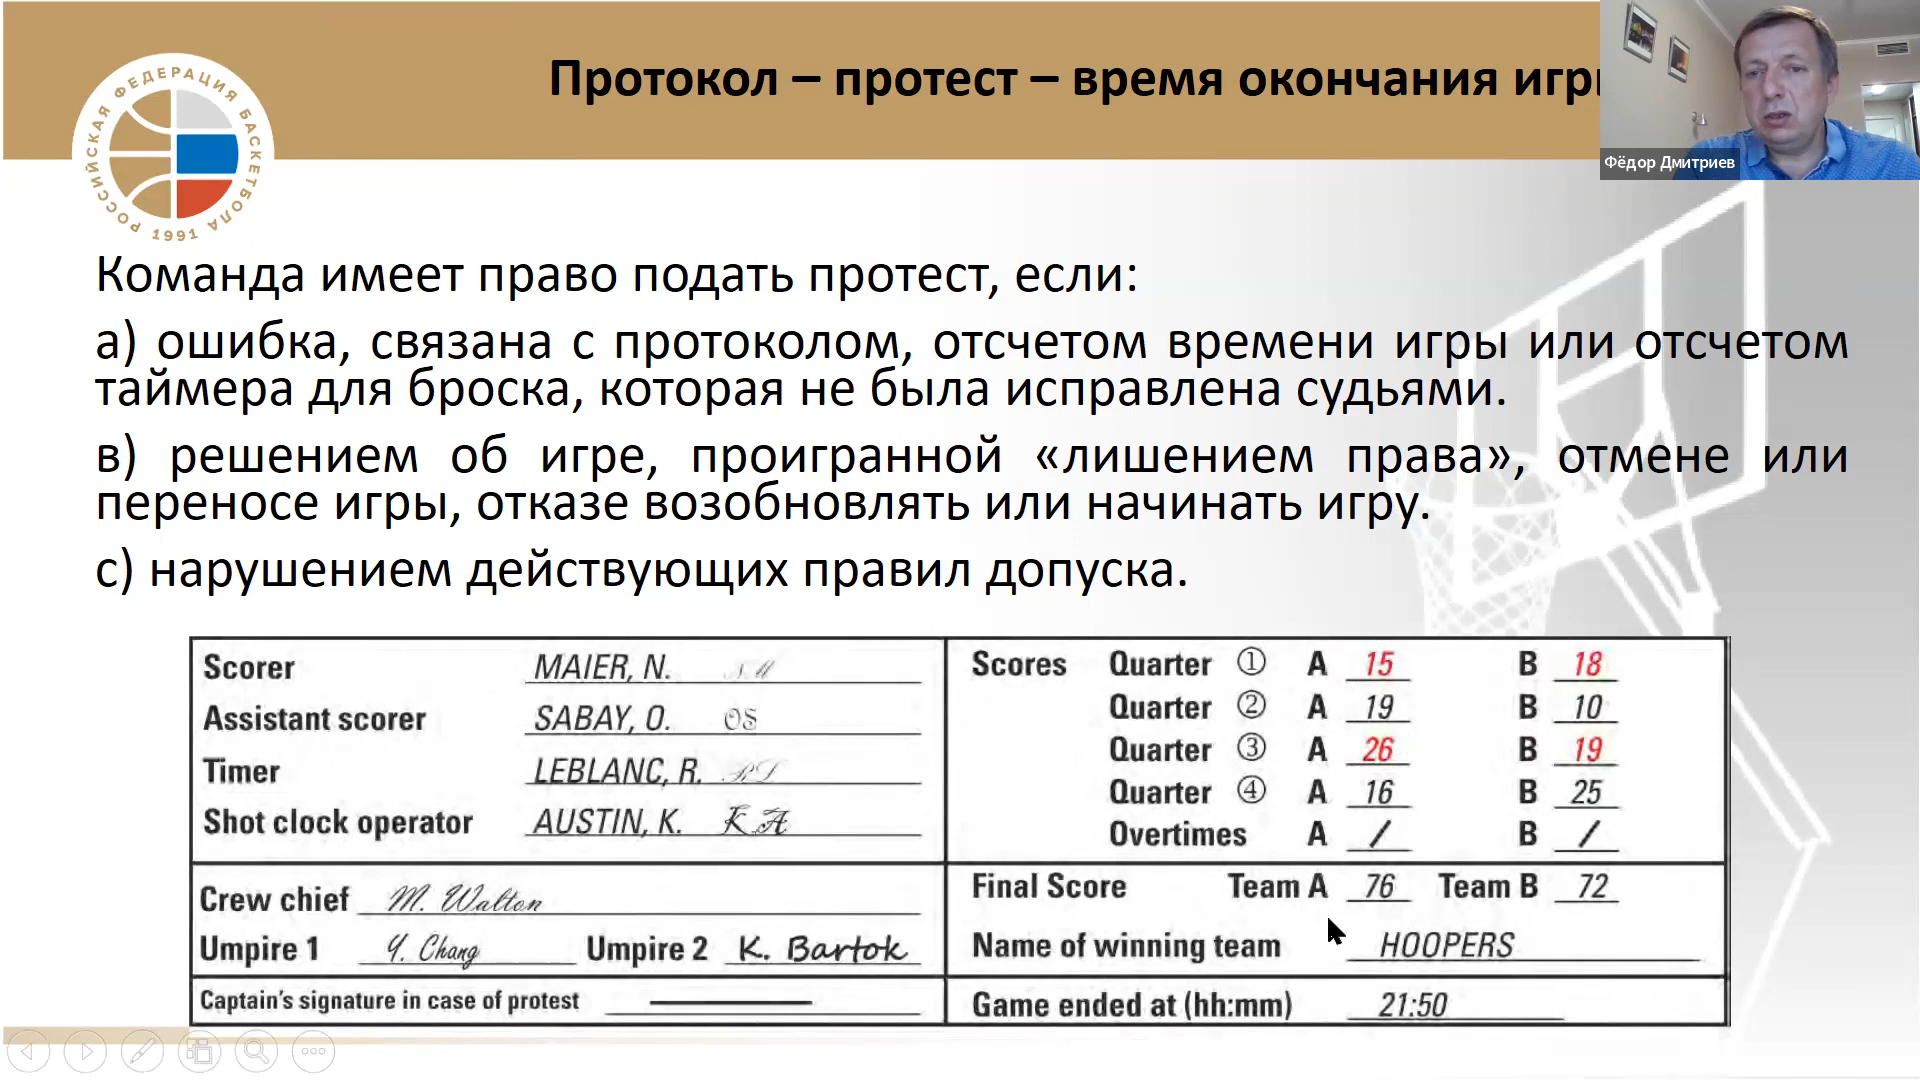 Протокол – протест – время окончания игр
Фёдор Дмитриев
РОССИЙСКАЯ ФЕДЕРАЦИЯ БАСКЕТБОЛА
1991
Команда имеет право подать протест, если:
а) ошибка, связана с протоколом, отсчетом времени игры или отсчетом
таймера для броска, которая не была исправлена судьями.
в) решением об игре, проигранной «лишением права», отмене или
переносе игры, отказе возобновлять или начинать игру.
с) нарушением действующих правил допуска.
Scorer MAIER, N. NM
Assistant scorer SABAY, O. OS
Timer LEBLANC, R. RL
Shot clock operator AUSTIN, K. KA
Crew chief M. Walton
Umpire 1 Y. Chang Umpire 2 K. Bartok
Captain's signature in case of protest
Scores Quarter ① A 15 B 18
Quarter ② A 19 B 10
Quarter ③ A 26 B 19
Quarter ④ A 16 B 25
Overtimes A / B /
Final Score Team A 76 Team B 72
Name of winning team HOOPERS
Game ended at (hh:mm) 21:50